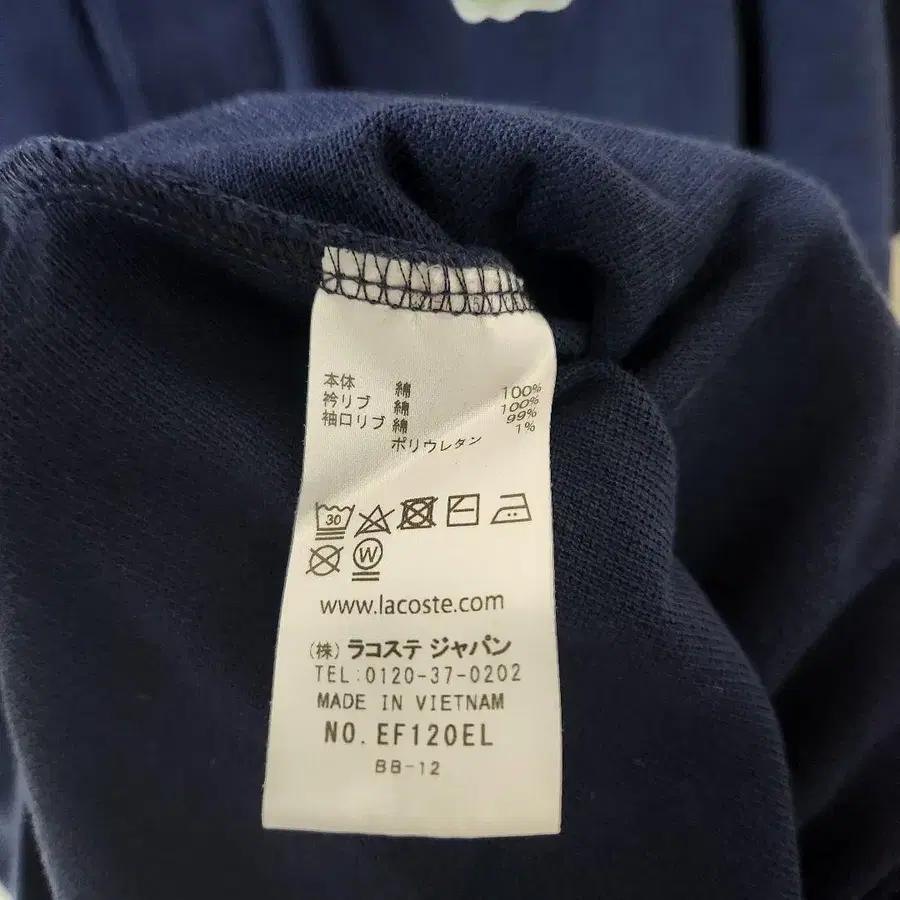 本体 綿 100%
衿リブ 綿 100%
袖口リブ 綿 99%
ポリウレタン 1%
30
W
www.lacoste.com
(株) ラコステ ジャパン
TEL:0120-37-0202
MADE IN VIETNAM
NO. EF120EL
BB-12